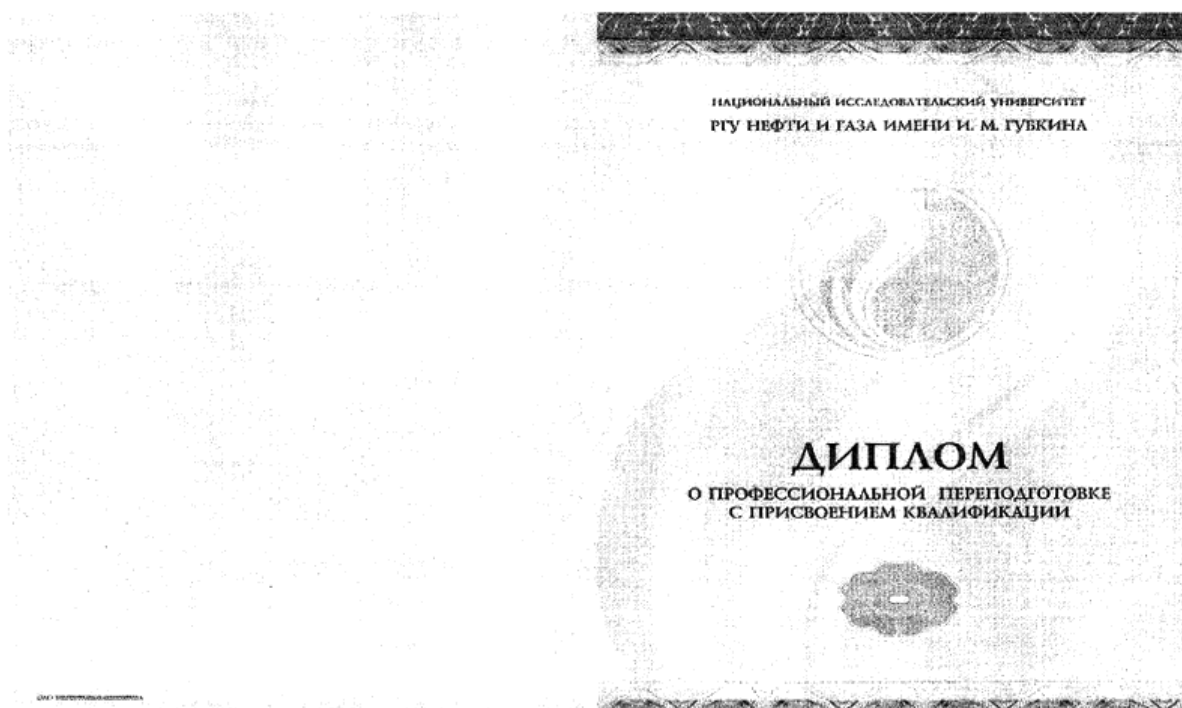 НАЦИОНАЛЬНЫЙ ИССЛЕДОВАТЕЛЬСКИЙ УНИВЕРСИТЕТ
РГУ НЕФТИ И ГАЗА ИМЕНИ И. М. ГУБКИНА
ДИПЛОМ
О ПРОФЕССИОНАЛЬНОЙ ПЕРЕПОДГОТОВКЕ
С ПРИСВОЕНИЕМ КВАЛИФИКАЦИИ